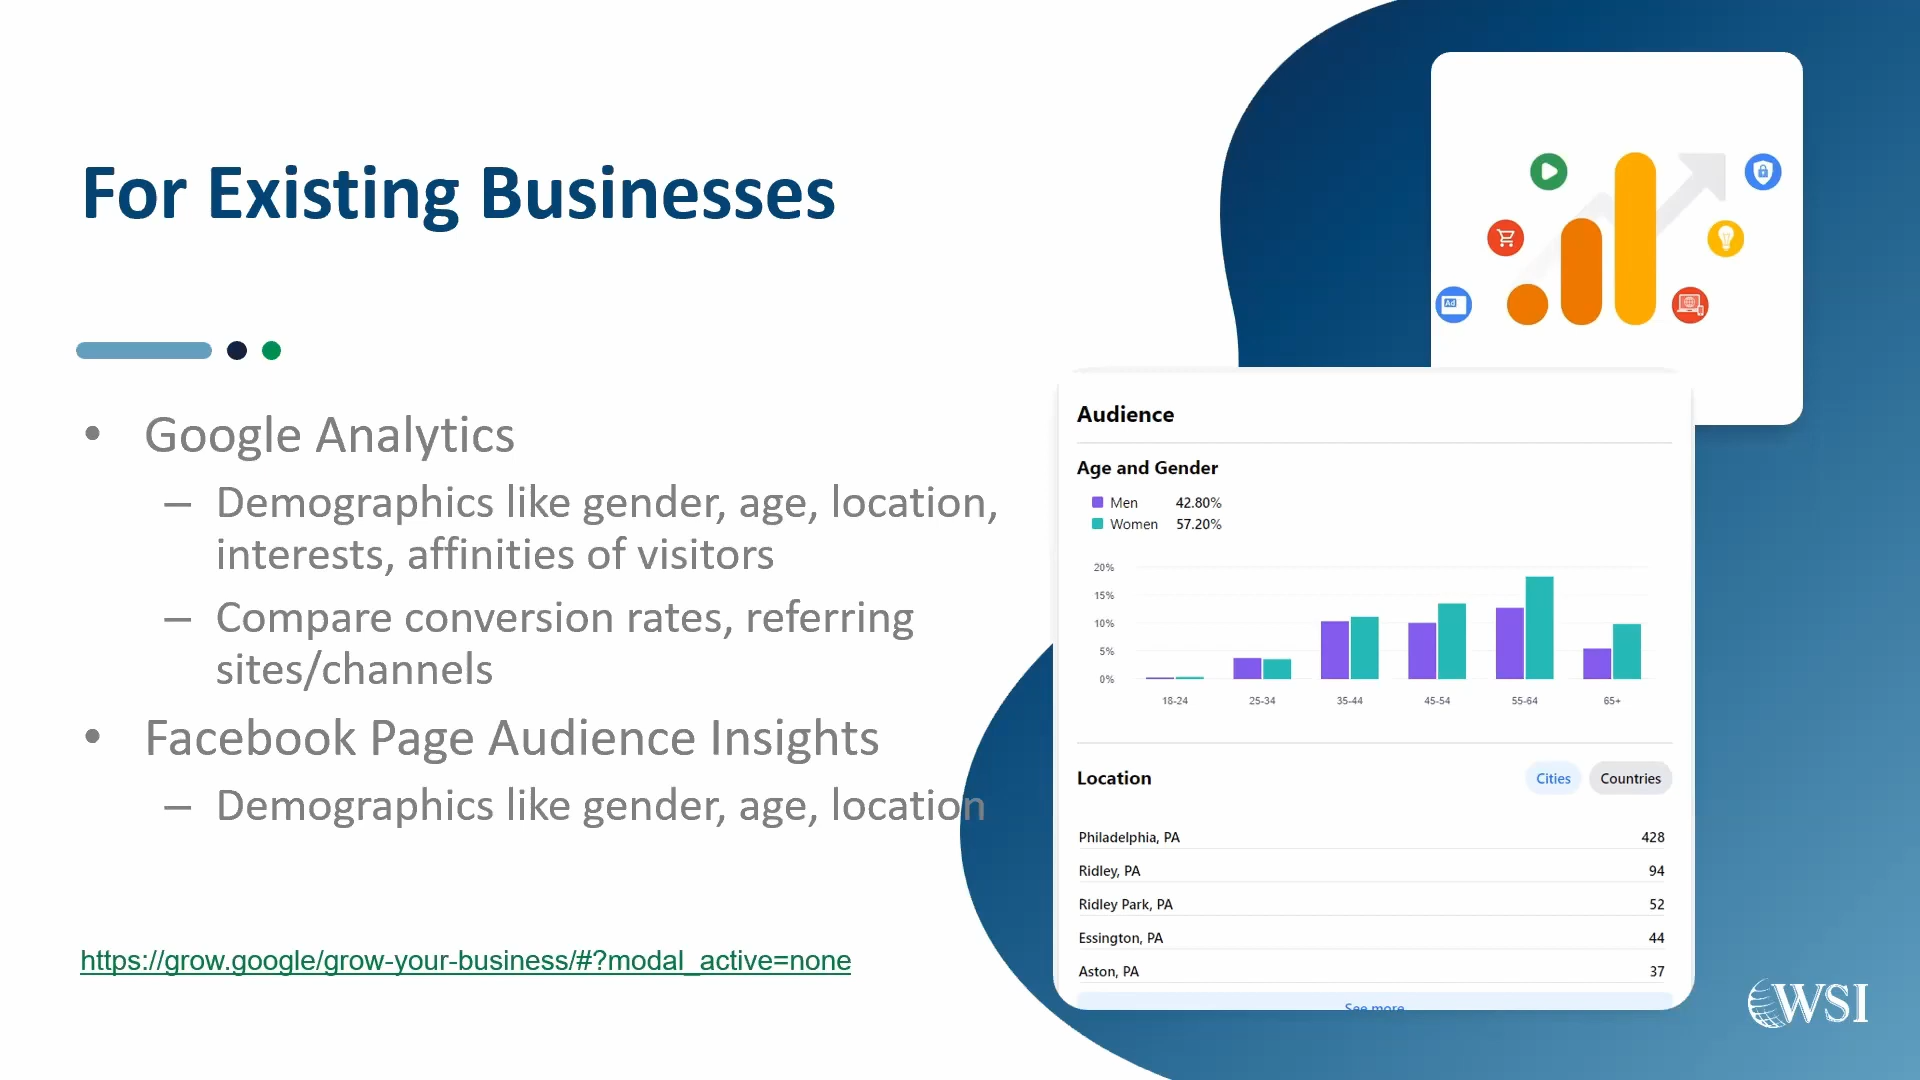 For Existing Businesses
• Google Analytics
– Demographics like gender, age, location,
interests, affinities of visitors
– Compare conversion rates, referring
sites/channels
• Facebook Page Audience Insights
– Demographics like gender, age, location
https://grow.google/grow-your-business/#?modal_active=none
Ad
Audience
Age and Gender
Men 42.80%
Women 57.20%
20%
15%
10%
5%
0%
18-24 25-34 35-44 45-54 55-64 65+
Location Cities Countries
Philadelphia, PA 428
Ridley, PA 94
Ridley Park, PA 52
Essington, PA 44
Aston, PA 37
See more
WSI